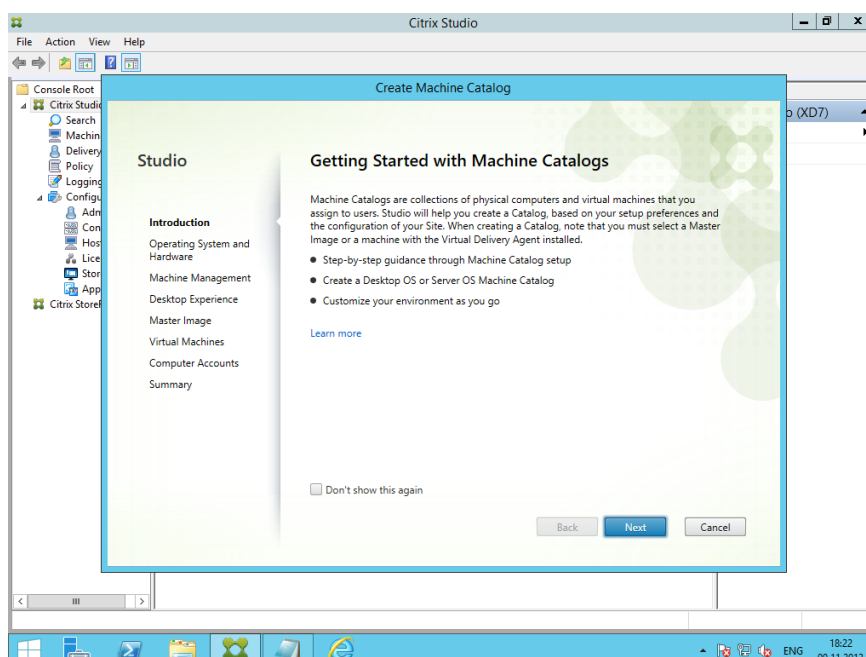 Citrix Studio
File Action View Help
Console Root
Citrix Studio
Search
Machin
Delivery
Policy
Logging
Configu
Adm
Con
Hos
Lice
Stor
App
Citrix StoreF
o (XD7)
Create Machine Catalog
Studio
Introduction
Operating System and
Hardware
Machine Management
Desktop Experience
Master Image
Virtual Machines
Computer Accounts
Summary
Getting Started with Machine Catalogs
Machine Catalogs are collections of physical computers and virtual machines that you
assign to users. Studio will help you create a Catalog, based on your setup preferences and
the configuration of your Site. When creating a Catalog, note that you must select a Master
Image or a machine with the Virtual Delivery Agent installed.
Step-by-step guidance through Machine Catalog setup
Create a Desktop OS or Server OS Machine Catalog
Customize your environment as you go
Learn more
Don't show this again
Back Next Cancel
ENG
18:22